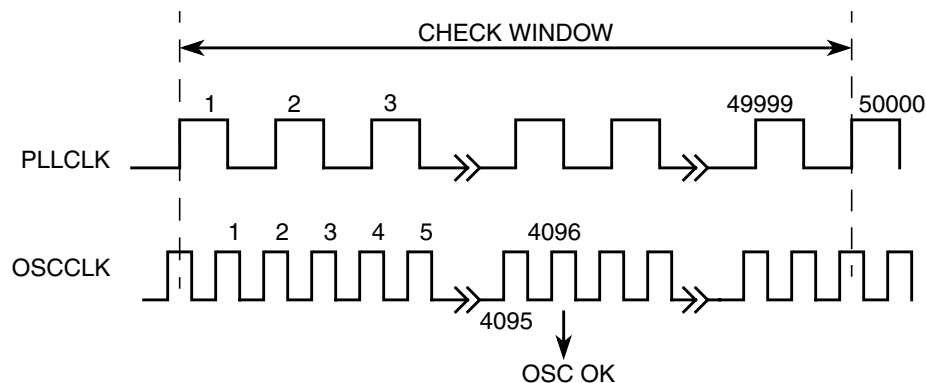 CHECK WINDOW
1 2 3 49999 50000
PLLCLK
1 2 3 4 5 4096
OSCCLK
4095
OSC OK